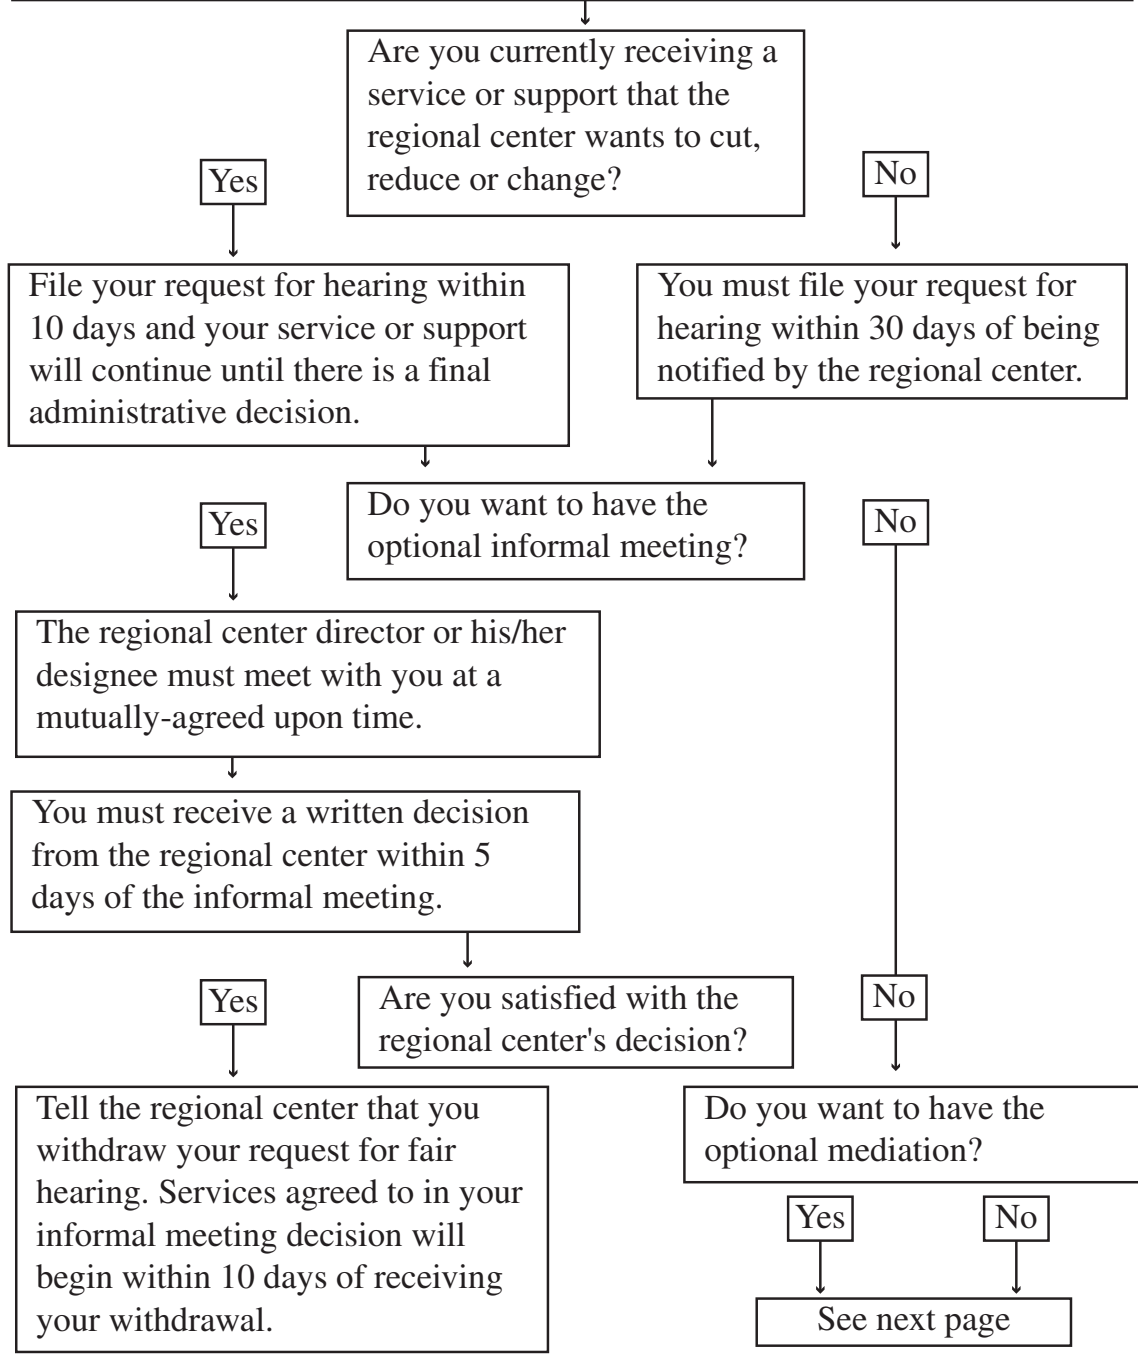 Are you currently receiving a
service or support that the
regional center wants to cut,
reduce or change?
Yes
No
File your request for hearing within
10 days and your service or support
will continue until there is a final
administrative decision.
You must file your request for
hearing within 30 days of being
notified by the regional center.
Do you want to have the
optional informal meeting?
Yes
No
The regional center director or his/her
designee must meet with you at a
mutually-agreed upon time.
You must receive a written decision
from the regional center within 5
days of the informal meeting.
Are you satisfied with the
regional center's decision?
Yes
No
Tell the regional center that you
withdraw your request for fair
hearing. Services agreed to in your
informal meeting decision will
begin within 10 days of receiving
your withdrawal.
Do you want to have the
optional mediation?
Yes
No
See next page